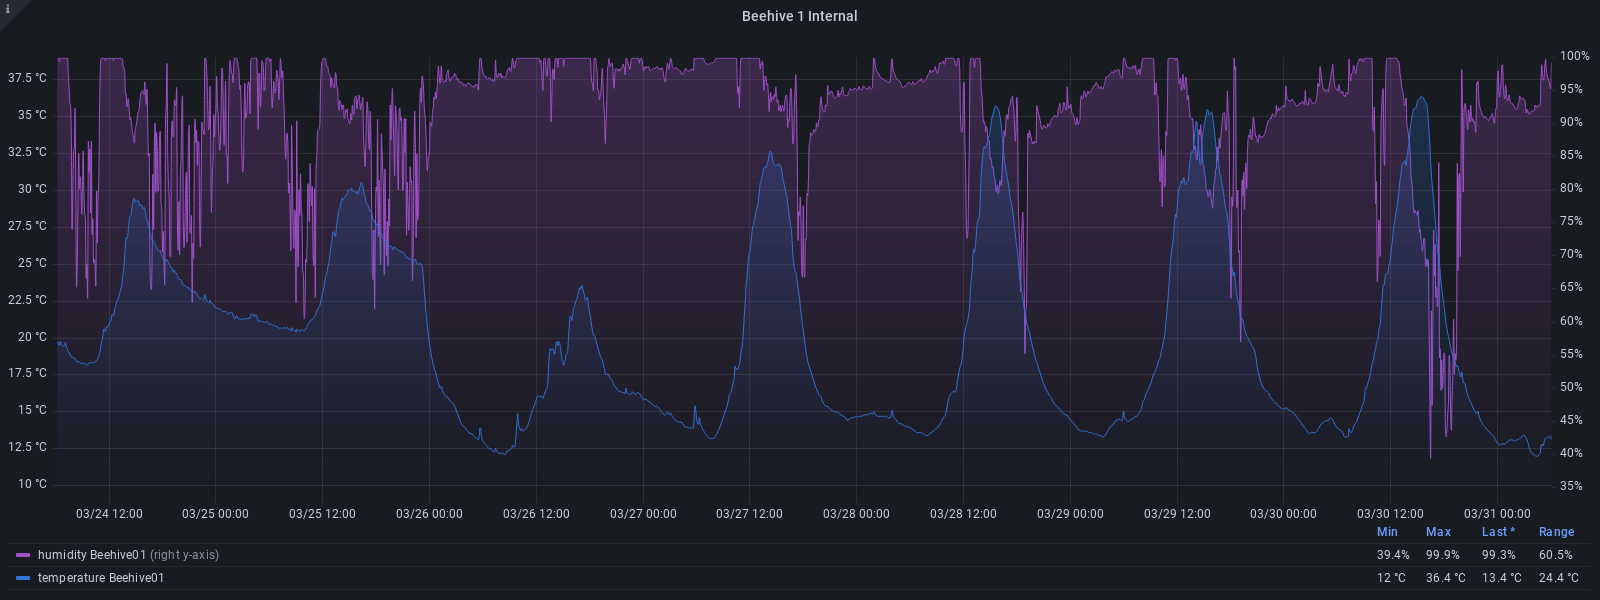 i
Beehive 1 Internal
37.5 °C
35 °C
32.5 °C
30 °C
27.5 °C
25 °C
22.5 °C
20 °C
17.5 °C
15 °C
12.5 °C
10 °C
100%
95%
90%
85%
80%
75%
70%
65%
60%
55%
50%
45%
40%
35%
03/24 12:00 03/25 00:00 03/25 12:00 03/26 00:00 03/26 12:00 03/27 00:00 03/27 12:00 03/28 00:00 03/28 12:00 03/29 00:00 03/29 12:00 03/30 00:00 03/30 12:00 03/31 00:00
Min Max Last * Range
humidity Beehive01 (right y-axis) 39.4% 99.9% 99.3% 60.5%
temperature Beehive01 12 °C 36.4 °C 13.4 °C 24.4 °C